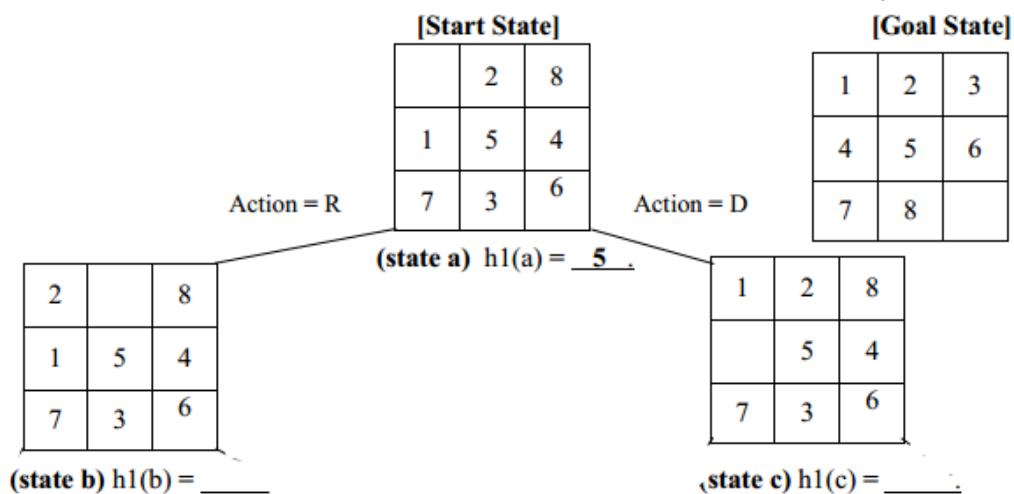 [Start State]
[Goal State]
2 8
1 5 4
7 3 6
1 2 3
4 5 6
7 8
Action = R
Action = D
(state a) h1(a) = 5 .
2 8
1 5 4
7 3 6
1 2 8
5 4
7 3 6
(state b) h1(b) = ______
(state c) h1(c) = ______.